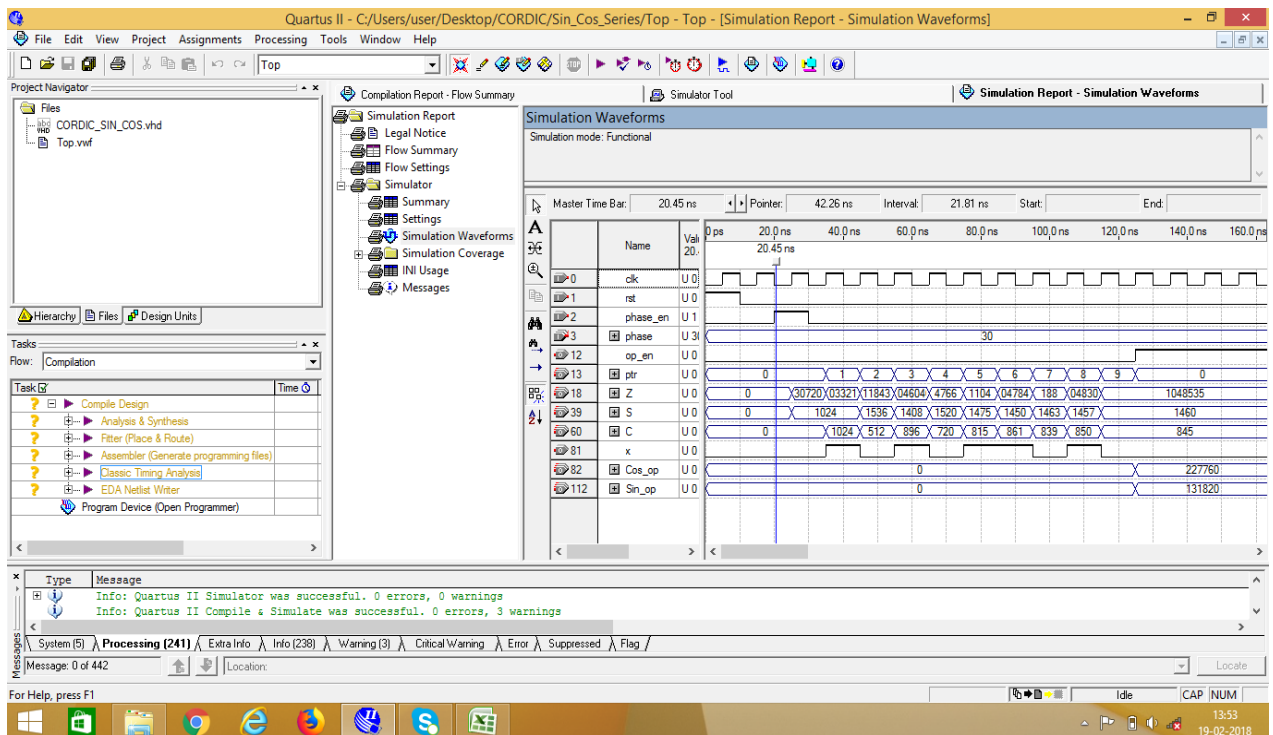 Quartus II - C:/Users/user/Desktop/CORDIC/Sin_Cos_Series/Top - Top - [Simulation Report - Simulation Waveforms]
File Edit View Project Assignments Processing Tools Window Help
Top
Project Navigator
Files
CORDIC_SIN_COS.vhd
Top.vwf
Hierarchy Files Design Units
Tasks
Flow: Compilation
Task Time
Compile Design
Analysis & Synthesis
Fitter (Place & Route)
Assembler (Generate programming files)
Classic Timing Analysis
EDA Netlist Writer
Program Device (Open Programmer)
Compilation Report - Flow Summary Simulator Tool Simulation Report - Simulation Waveforms
Simulation Report
Legal Notice
Flow Summary
Flow Settings
Simulator
Summary
Settings
Simulation Waveforms
Simulation Coverage
INI Usage
Messages
Simulation Waveforms
Simulation mode: Functional
Master Time Bar: 20.45 ns Pointer: 42.26 ns Interval: 21.81 ns Start: End:
0 ps 20.0 ns 40.0 ns 60.0 ns 80.0 ns 100.0 ns 120.0 ns 140.0 ns 160.0 ns
20.45 ns
Name
0 clk U 0
1 rst U 0
2 phase_en U 1
3 phase U 3 30
12 op_en U 0
13 ptr U 0 0 1 2 3 4 5 6 7 8 9 0
18 Z U 0 0 30720 03321 11843 04604 4766 1104 04784 188 04830 1048535
39 S U 0 0 1024 1536 1408 1520 1475 1450 1463 1457 1460
60 C U 0 0 1024 512 896 720 815 861 839 850 845
81 x U 0
82 Cos_op U 0 0 227760
112 Sin_op U 0 0 131820
Type Message
Info: Quartus II Simulator was successful. 0 errors, 0 warnings
Info: Quartus II Compile & Simulate was successful. 0 errors, 3 warnings
System (5) Processing (241) Extra Info Info (238) Warning (3) Critical Warning Error Suppressed Flag
Messages
Message: 0 of 442 Location: Locate
For Help, press F1 Idle CAP NUM
13:53
19-02-2018